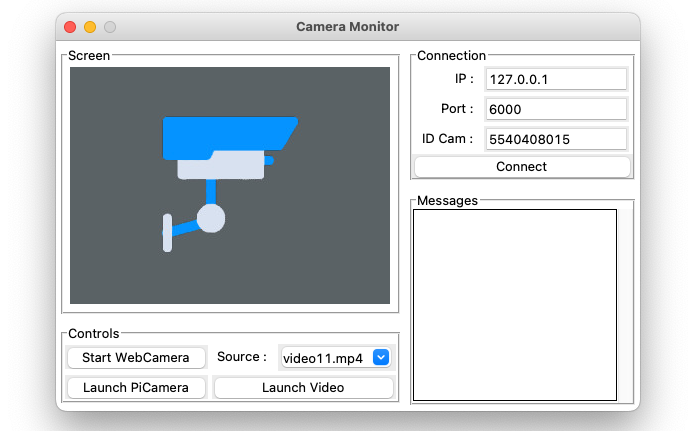 Camera Monitor
Screen
Connection
IP :
127.0.0.1
Port :
6000
ID Cam :
5540408015
Connect
Messages
Controls
Start WebCamera
Source :
video11.mp4
Launch PiCamera
Launch Video